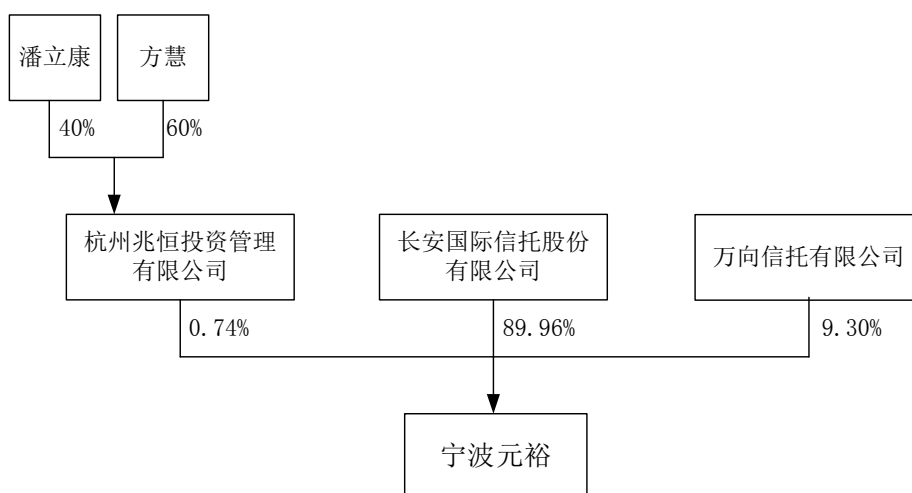 潘立康
方慧
40%
60%
杭州兆恒投资管理
有限公司
长安国际信托股份
有限公司
万向信托有限公司
0.74%
89.96%
9.30%
宁波元裕